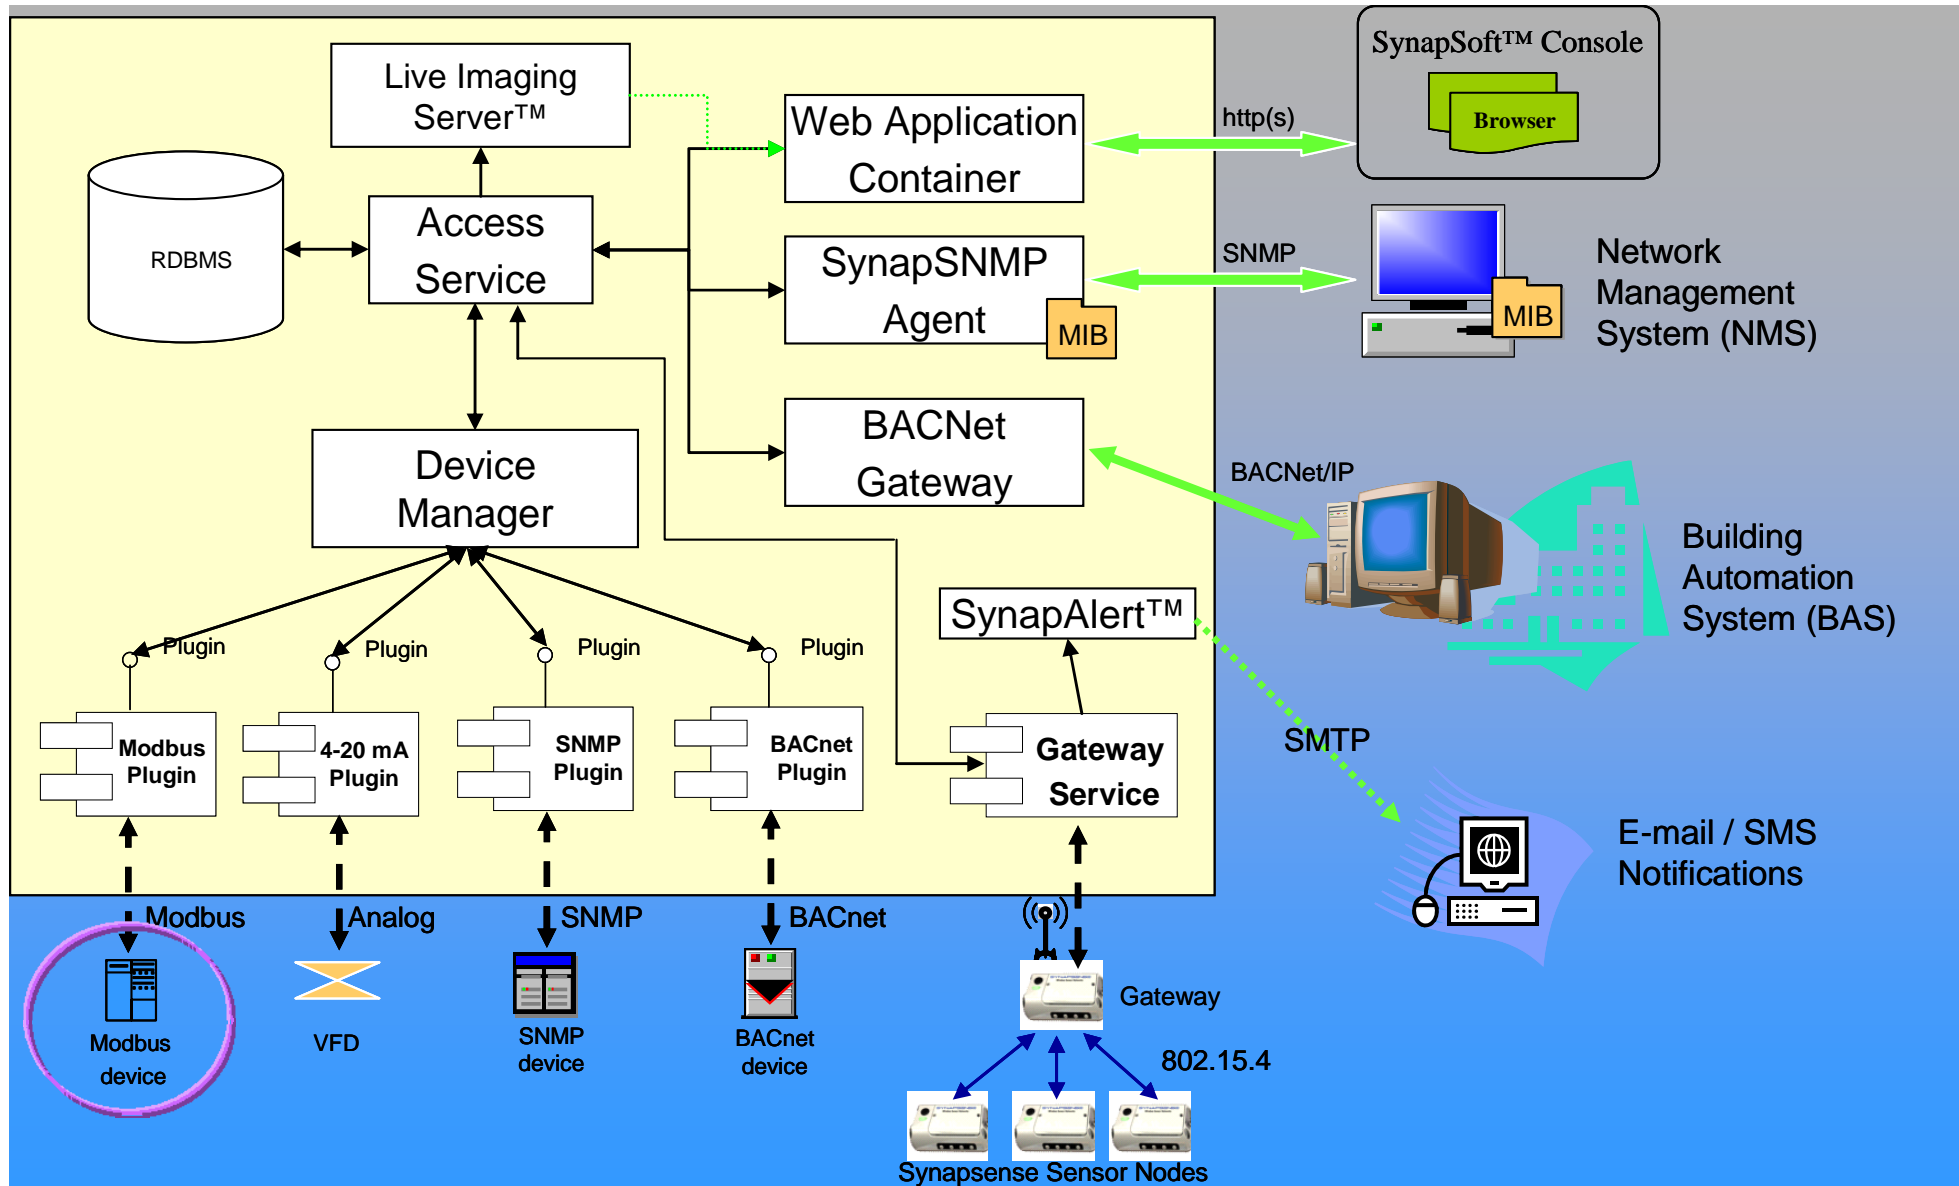 Live Imaging
Server™
Web Application
Container
http(s)
SynapSoft™ Console
Browser
RDBMS
Access
Service
SynapSNMP
Agent
MIB
SNMP
MIB
Network
Management
System (NMS)
Device
Manager
BACNet
Gateway
BACNet/IP
Building
Automation
System (BAS)
SynapAlert™
Plugin
Plugin
Plugin
Plugin
Modbus
Plugin
4-20 mA
Plugin
SNMP
Plugin
BACnet
Plugin
Gateway
Service
SMTP
E-mail / SMS
Notifications
Modbus
Analog
SNMP
BACnet
Modbus
device
VFD
SNMP
device
BACnet
device
Gateway
802.15.4
Synapsense Sensor Nodes